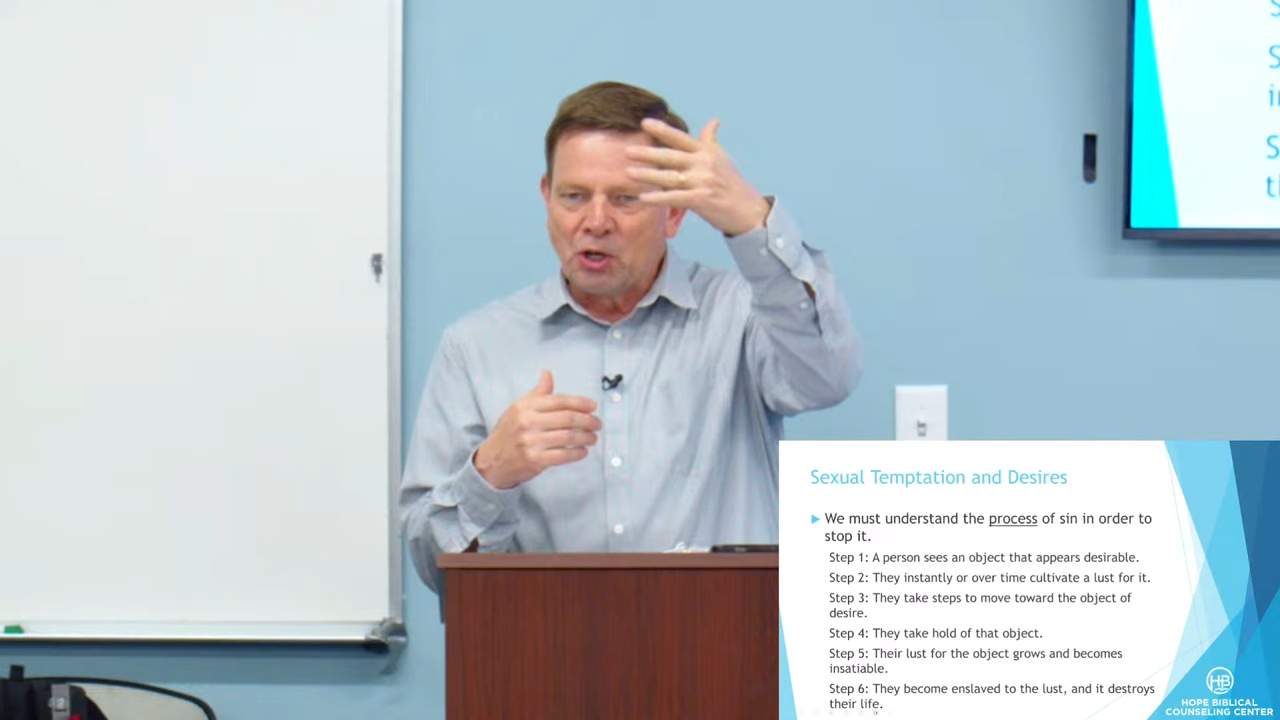 Sexual Temptation and Desires
We must understand the process of sin in order to
stop it.
Step 1: A person sees an object that appears desirable.
Step 2: They instantly or over time cultivate a lust for it.
Step 3: They take steps to move toward the object of
desire.
Step 4: They take hold of that object.
Step 5: Their lust for the object grows and becomes
insatiable.
Step 6: They become enslaved to the lust, and it destroys
their life.
HB
HOPE BIBLICAL
COUNSELING CENTER